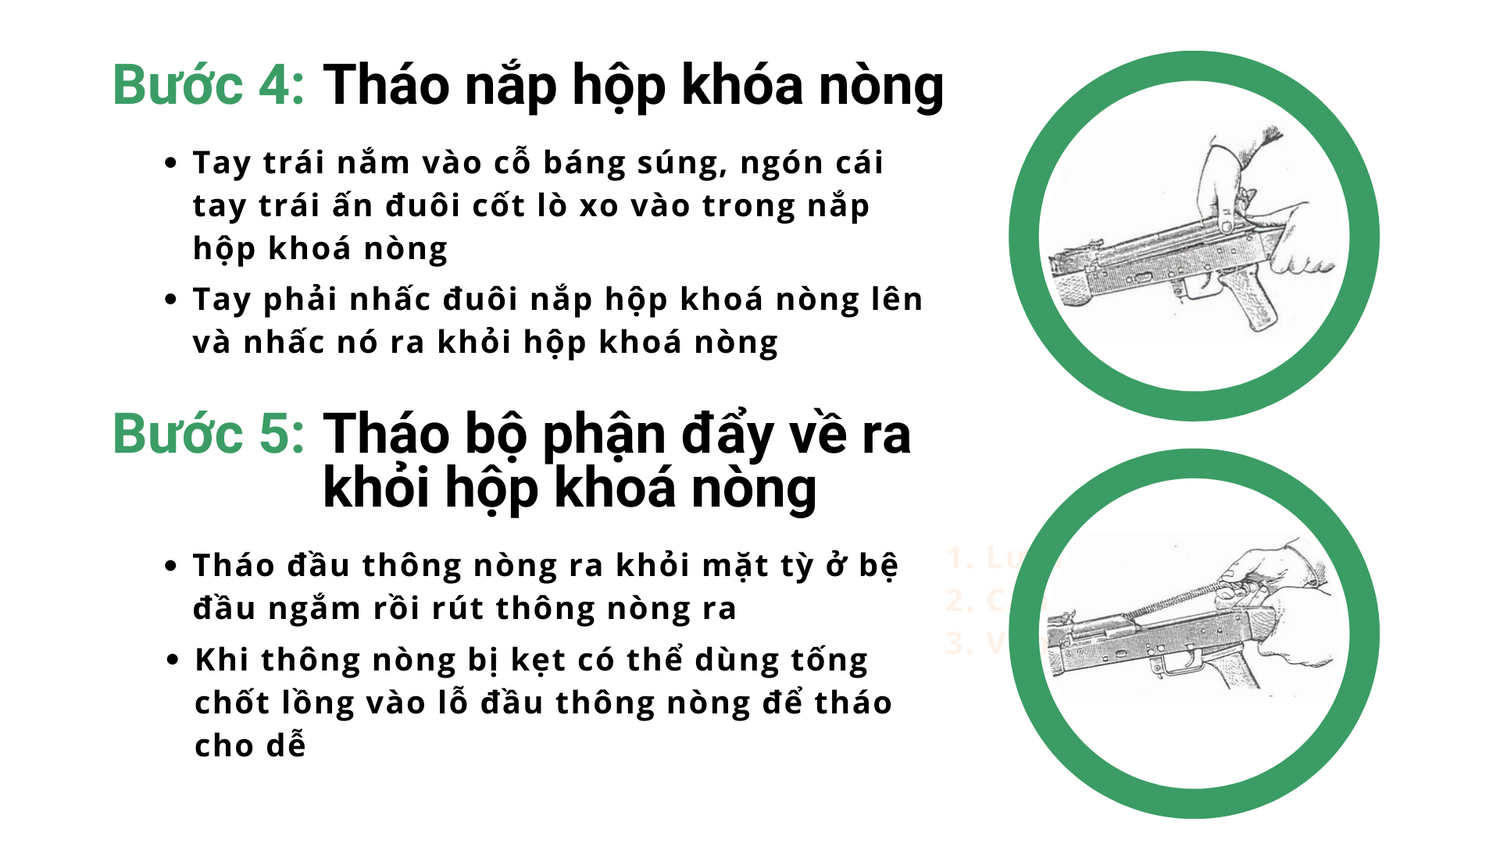 Bước 4: Tháo nắp hộp khóa nòng
Tay trái nắm vào cỗ báng súng, ngón cái
tay trái ấn đuôi cốt lò xo vào trong nắp
hộp khoá nòng
Tay phải nhấc đuôi nắp hộp khoá nòng lên
và nhấc nó ra khỏi hộp khoá nòng
Bước 5: Tháo bộ phận đẩy về ra
khỏi hộp khoá nòng
Tháo đầu thông nòng ra khỏi mặt tỳ ở bệ
đầu ngắm rồi rút thông nòng ra
Khi thông nòng bị kẹt có thể dùng tống
chốt lồng vào lỗ đầu thông nòng để tháo
cho dễ
1.
2.
3.